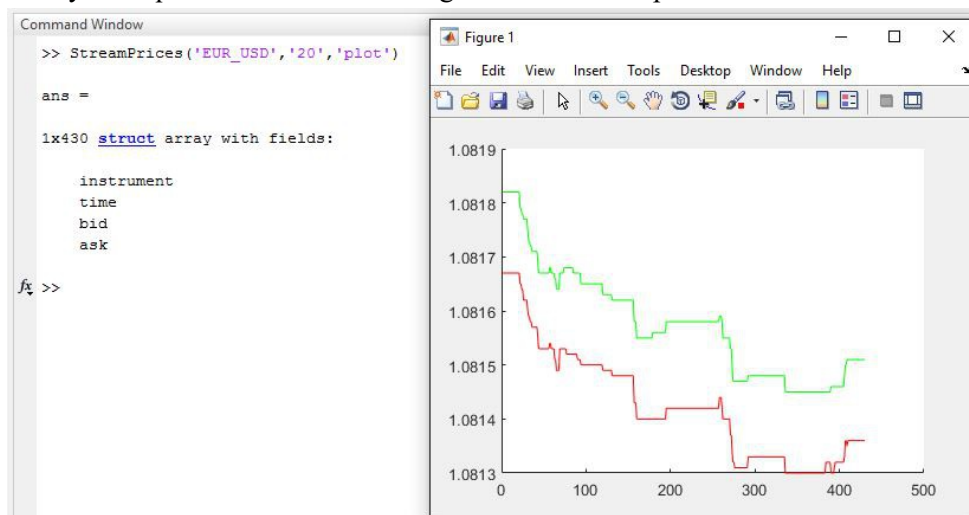 Command Window
>> StreamPrices('EUR_USD','20','plot')
ans =
1x430 struct array with fields:
instrument
time
bid
ask
fx >>
Figure 1
File Edit View Insert Tools Desktop Window Help
1.0819
1.0818
1.0817
1.0816
1.0815
1.0814
1.0813
0 100 200 300 400 500